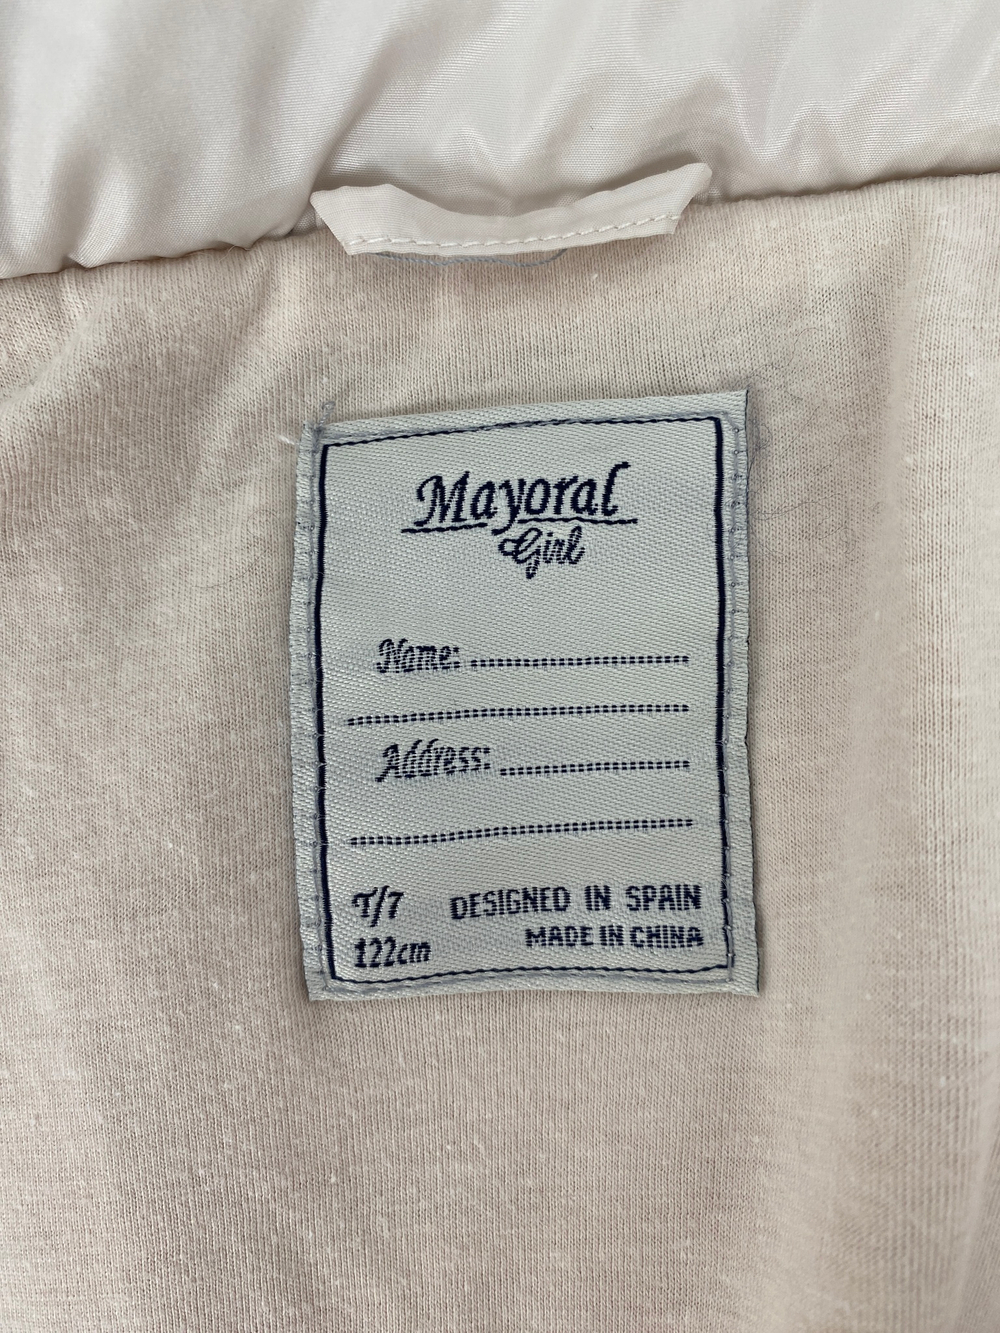 Mayoral
Girl
Name:
Address:
T/7 DESIGNED IN SPAIN
122cm MADE IN CHINA